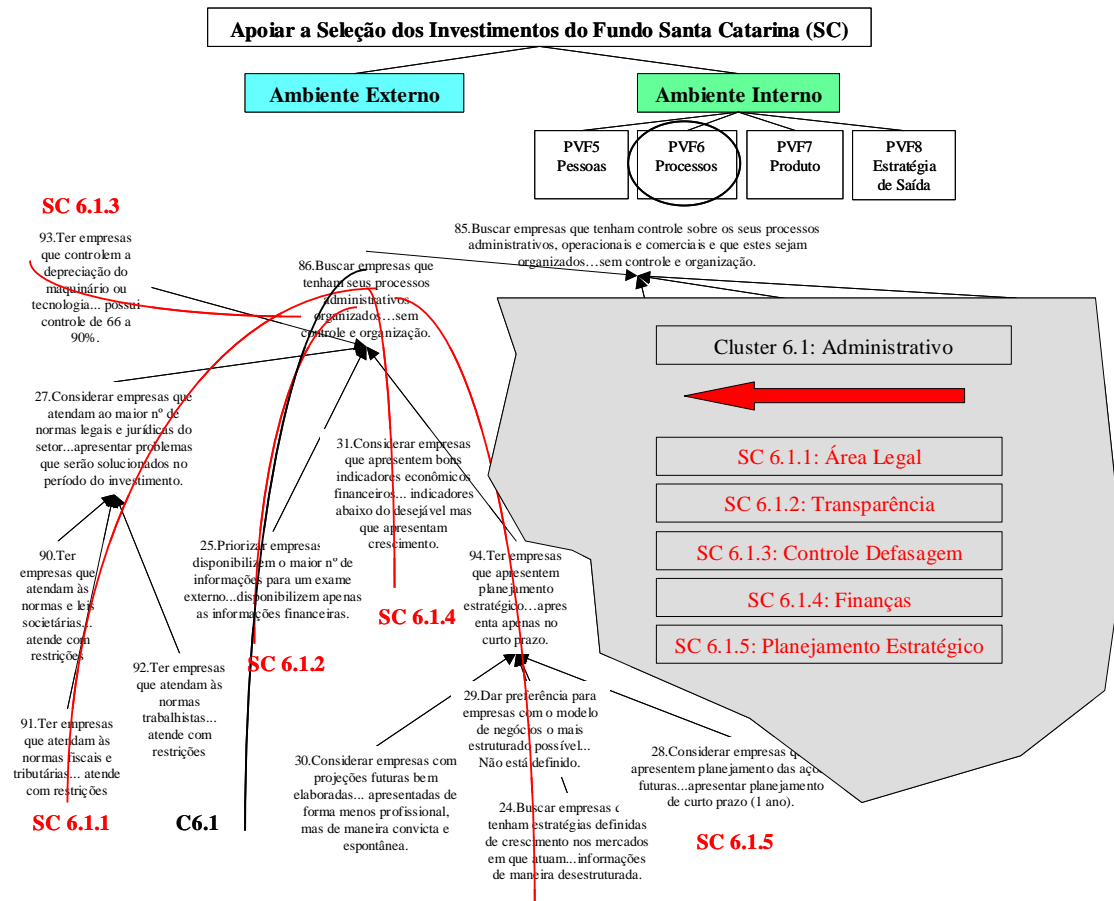 Apoiar a Seleção dos Investimentos do Fundo Santa Catarina (SC)
Ambiente Externo
Ambiente Interno
PVF5
Pessoas
PVF6
Processos
PVF7
Produto
PVF8
Estratégia
de Saída
SC 6.1.3
93.Ter empresas
que controlem a
depreciação do
maquinário ou
tecnologia... possui
controle de 66 a
90%.
86.Buscar empresas que
tenham seus processos
administrativos
organizados…sem
controle e organização.
85.Buscar empresas que tenham controle sobre os seus processos
administrativos, operacionais e comerciais e que estes sejam
organizados…sem controle e organização.
Cluster 6.1: Administrativo
SC 6.1.1: Área Legal
SC 6.1.2: Transparência
SC 6.1.3: Controle Defasagem
SC 6.1.4: Finanças
SC 6.1.5: Planejamento Estratégico
27.Considerar empresas que
atendam ao maior nº de
normas legais e jurídicas do
setor...apresentar problemas
que serão solucionados no
período do investimento.
31.Considerar empresas
que apresentem bons
indicadores econômicos
financeiros... indicadores
abaixo do desejável mas
que apresentam
crescimento.
90.Ter
empresas que
atendam às
normas e leis
societárias...
atende com
restrições
25.Priorizar empresas
disponibilizem o maior nº de
informações para um exame
externo...disponibilizem apenas
as informações financeiras.
94.Ter empresas
que apresentem
planejamento
estratégico…apres
enta apenas no
curto prazo.
SC 6.1.4
SC 6.1.2
92.Ter empresas
que atendam às
normas
trabalhistas...
atende com
restrições
91.Ter empresas
que atendam às
normas fiscais e
tributárias... atende
com restrições
29.Dar preferência para
empresas com o modelo
de negócios o mais
estruturado possível...
Não está definido.
30.Considerar empresas com
projeções futuras bem
elaboradas... apresentadas de
forma menos profissional,
mas de maneira convicta e
espontânea.
28.Considerar empresas
apresentem planejamento das
futuras...apresentar planejamento
de curto prazo (1 ano).
24.Buscar empresas
tenham estratégias definidas
de crescimento nos mercados
em que atuam...informações
de maneira desestruturada.
SC 6.1.1
C6.1
SC 6.1.5